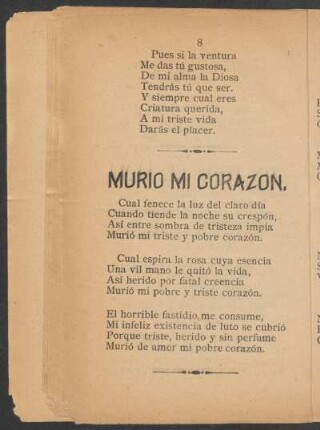 8
Pues si la ventura
Me das tú gustosa,
De mi alma la Diosa
Tendrás tú que ser.
Y siempre cual eres
Criatura querida,
A mi triste vida
Darás el placer.
MURIO MI CORAZON.
Cual fenece la luz del claro día
Cuando tiende la noche su crespón,
Así entre sombra de tristeza impía
Murió mi triste y pobre corazón.
Cual espira la rosa cuya esencia
Una vil mano le quitó la vida,
Así herido por fatal creencia
Murió mi pobre y triste corazón.
El horrible fastidio, me consume,
Mi infeliz existencia de luto se cubrió
Porque triste, herido y sin perfume
Murió de amor mi pobre corazón.